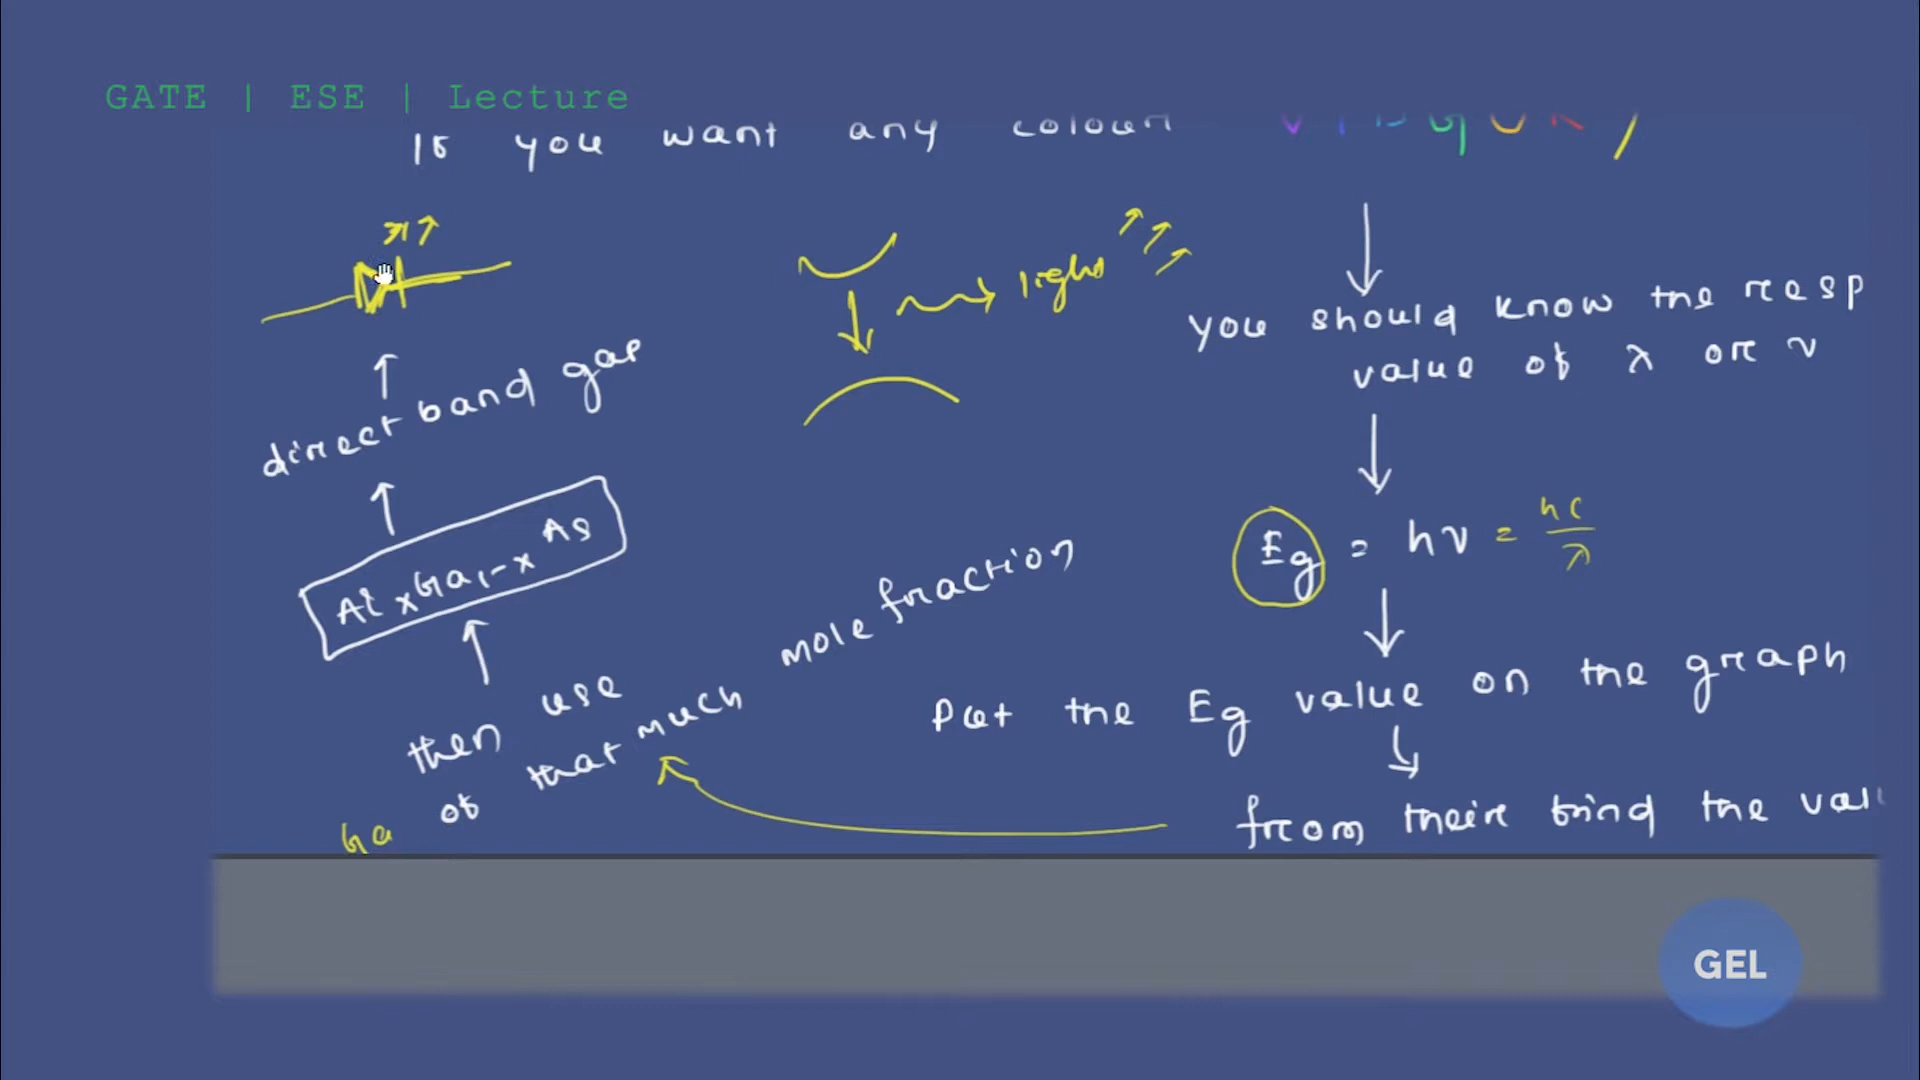 GATE | ESE | Lecture
If you want any colour VIBGYOR
you should know the resp
value of λ or ν
light
direct band gap
Eg = hν = hc/λ
AlxGa1-xAs
mole fraction
Put the Eg value on the graph
then use
of that much
from their find the val
Ga
GEL